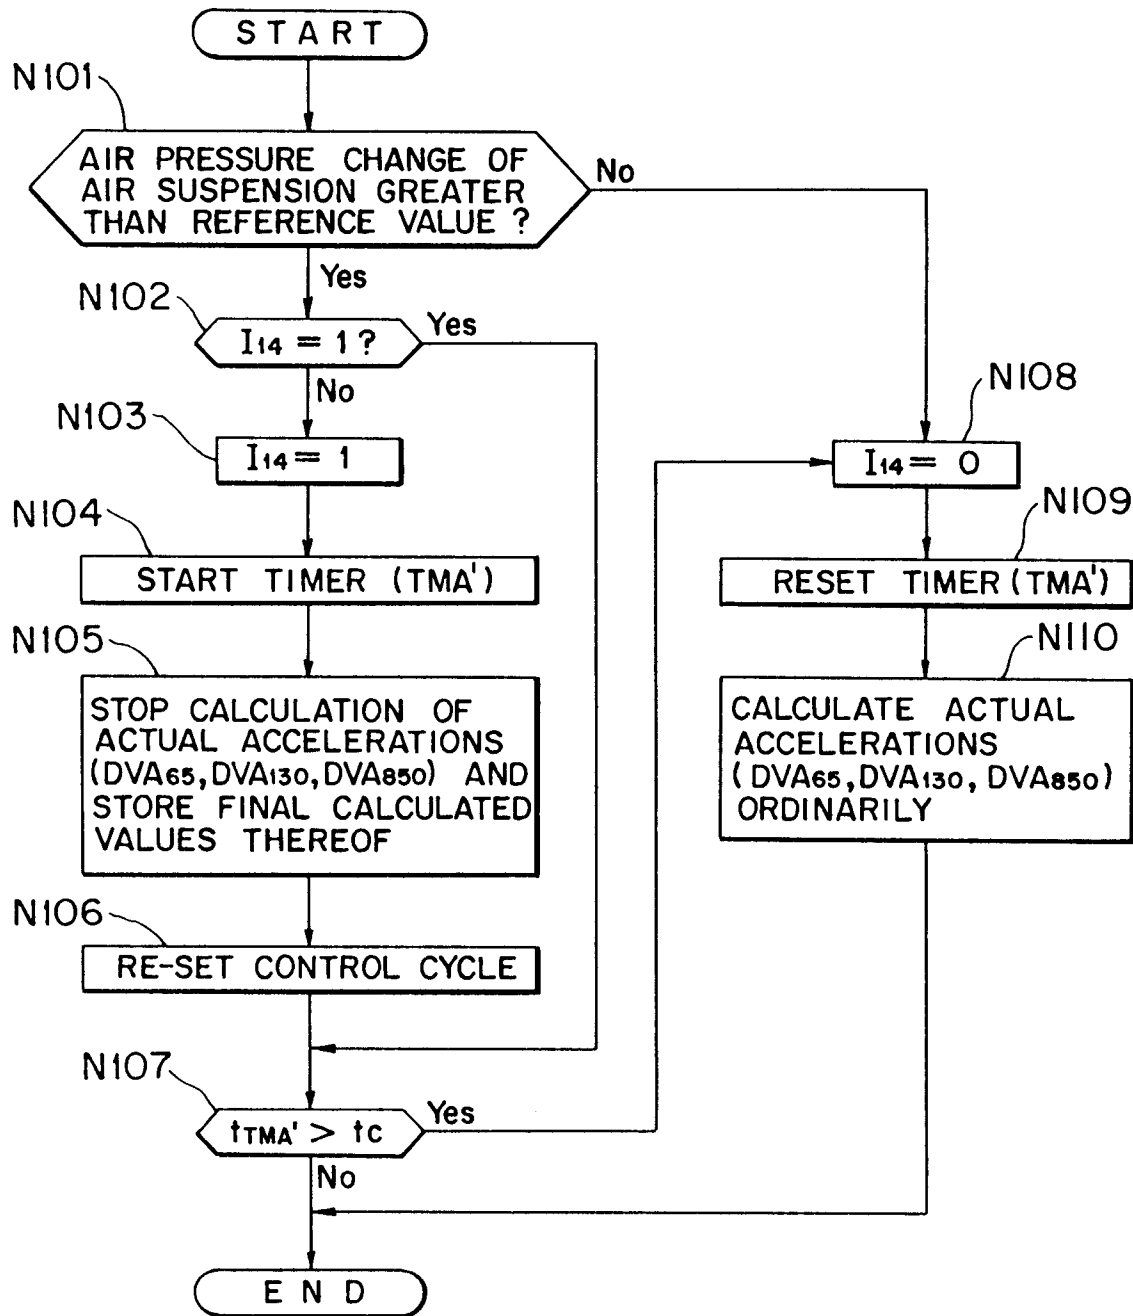 START
N101
AIR PRESSURE CHANGE OF
AIR SUSPENSION GREATER
THAN REFERENCE VALUE ?
No
Yes
N102
I14 = 1 ?
Yes
No
N103
I14 = 1
N104
START TIMER (TMA')
N105
STOP CALCULATION OF
ACTUAL ACCELERATIONS
(DVA65, DVA130, DVA850) AND
STORE FINAL CALCULATED
VALUES THEREOF
N106
RE-SET CONTROL CYCLE
N107
tTMA' > tc
Yes
No
N108
I14 = 0
N109
RESET TIMER (TMA')
N110
CALCULATE ACTUAL
ACCELERATIONS
(DVA65, DVA130, DVA850)
ORDINARILY
END